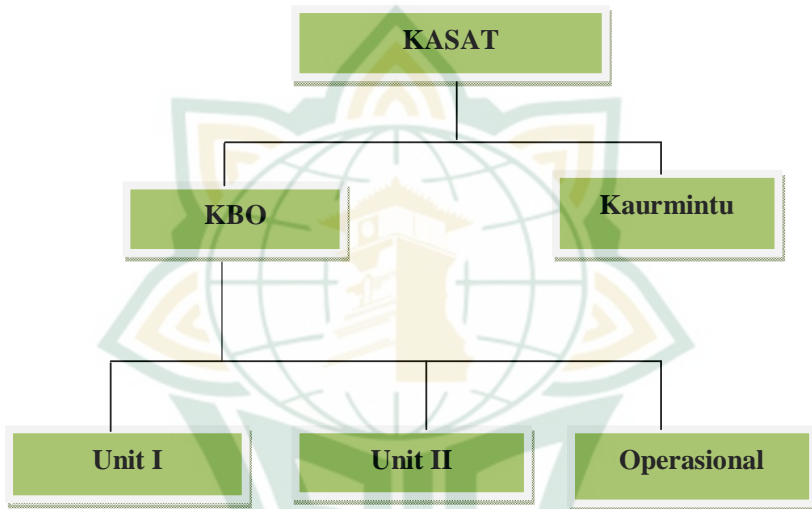 KASAT
KBO
Kaurmintu
Unit I
Unit II
Operasional